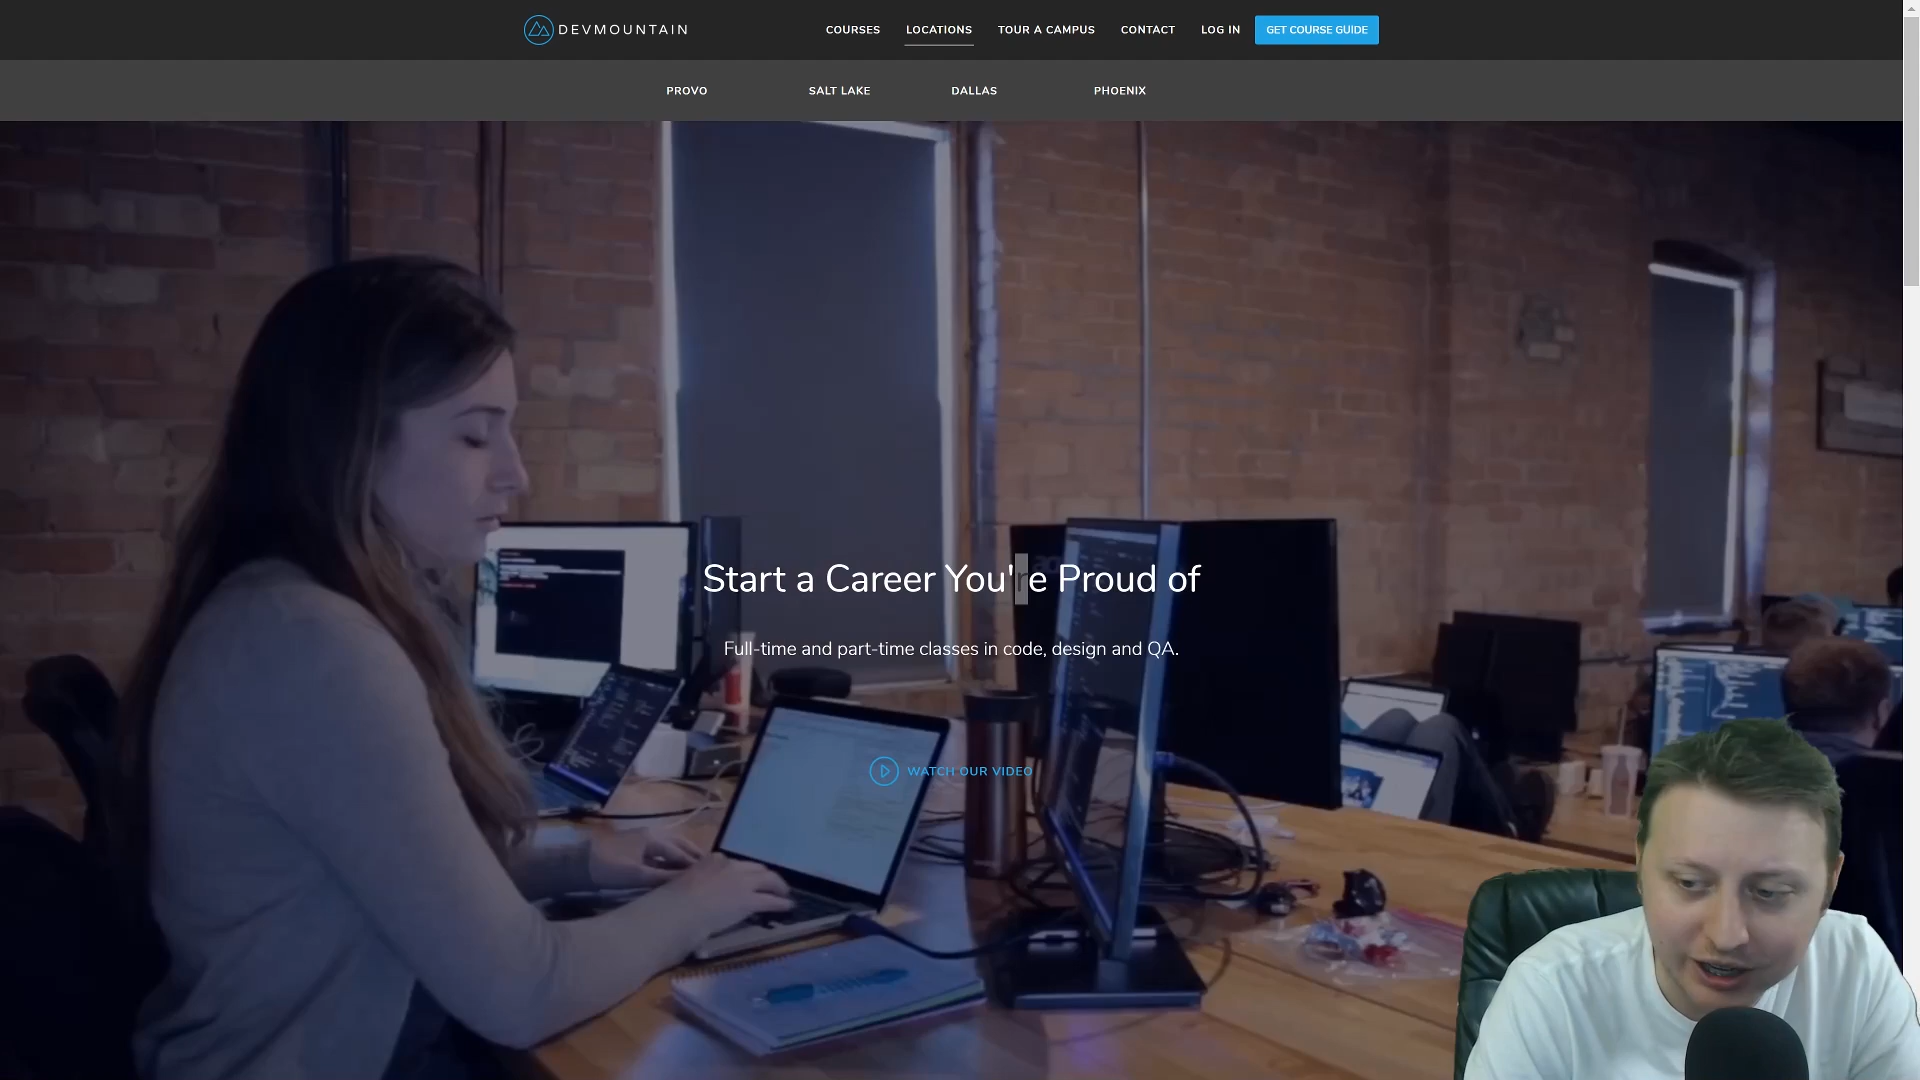 DEVMOUNTAIN
COURSES LOCATIONS TOUR A CAMPUS CONTACT LOG IN GET COURSE GUIDE
PROVO SALT LAKE DALLAS PHOENIX
Start a Career You're Proud of
Full-time and part-time classes in code, design and QA.
WATCH OUR VIDEO